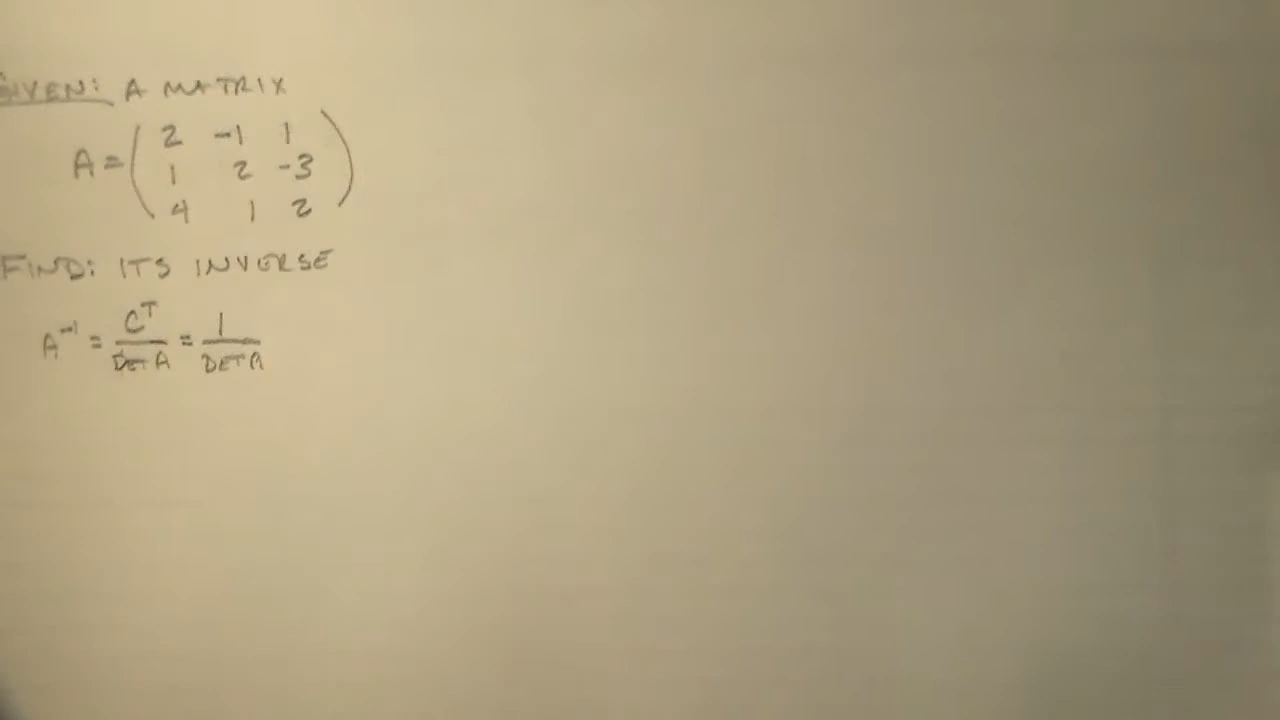 GIVEN: A MATRIX
A = ( 2 -1 1
1 2 -3
4 1 2 )
FIND: ITS INVERSE
A⁻¹ = Cᵀ / DET A = 1 / DET A